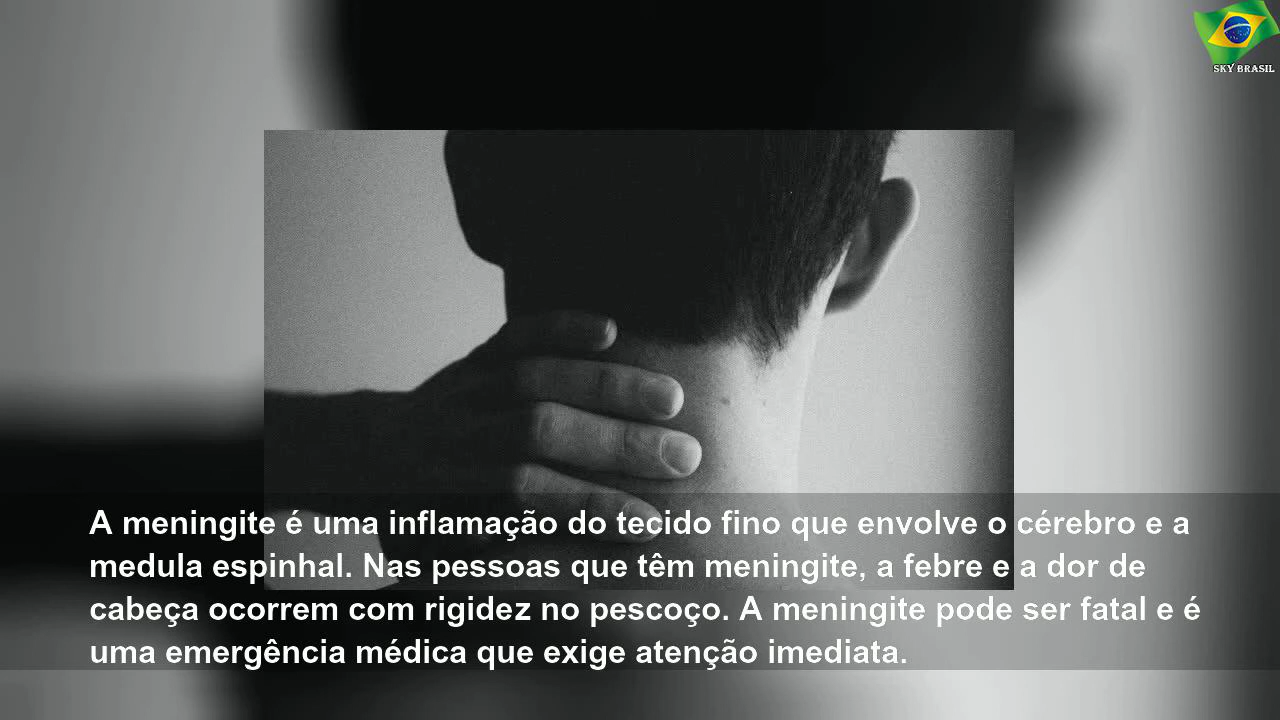 SKY BRASIL
A meningite é uma inflamação do tecido fino que envolve o cérebro e a
medula espinhal. Nas pessoas que têm meningite, a febre e a dor de
cabeça ocorrem com rigidez no pescoço. A meningite pode ser fatal e é
uma emergência médica que exige atenção imediata.